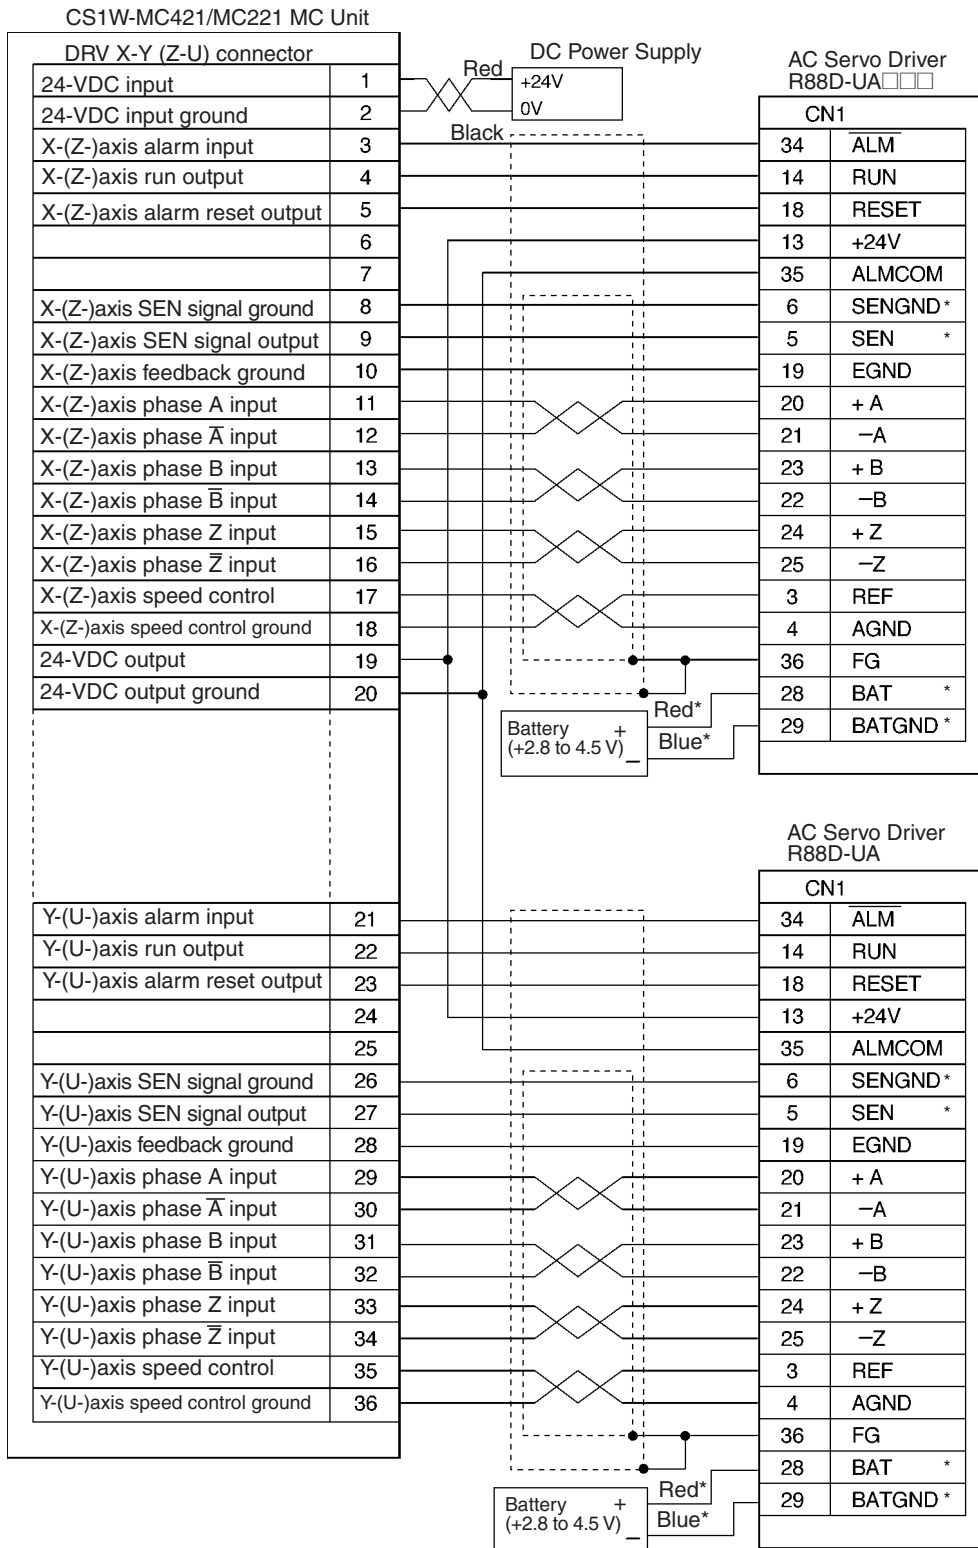 CS1W-MC421/MC221 MC Unit
DRV X-Y (Z-U) connector
24-VDC input 1
24-VDC input ground 2
X-(Z-)axis alarm input 3
X-(Z-)axis run output 4
X-(Z-)axis alarm reset output 5
6
7
X-(Z-)axis SEN signal ground 8
X-(Z-)axis SEN signal output 9
X-(Z-)axis feedback ground 10
X-(Z-)axis phase A input 11
X-(Z-)axis phase A̅ input 12
X-(Z-)axis phase B input 13
X-(Z-)axis phase B̅ input 14
X-(Z-)axis phase Z input 15
X-(Z-)axis phase Z̅ input 16
X-(Z-)axis speed control 17
X-(Z-)axis speed control ground 18
24-VDC output 19
24-VDC output ground 20
Y-(U-)axis alarm input 21
Y-(U-)axis run output 22
Y-(U-)axis alarm reset output 23
24
25
Y-(U-)axis SEN signal ground 26
Y-(U-)axis SEN signal output 27
Y-(U-)axis feedback ground 28
Y-(U-)axis phase A input 29
Y-(U-)axis phase A̅ input 30
Y-(U-)axis phase B input 31
Y-(U-)axis phase B̅ input 32
Y-(U-)axis phase Z input 33
Y-(U-)axis phase Z̅ input 34
Y-(U-)axis speed control 35
Y-(U-)axis speed control ground 36
DC Power Supply
Red
+24V
0V
Black
AC Servo Driver
R88D-UA□□□
CN1
34 A̅L̅M̅
14 RUN
18 RESET
13 +24V
35 ALMCOM
6 SENGND *
5 SEN *
19 EGND
20 + A
21 −A
23 + B
22 −B
24 + Z
25 −Z
3 REF
4 AGND
36 FG
28 BAT *
29 BATGND *
Red*
Blue*
Battery +
(+2.8 to 4.5 V) −
AC Servo Driver
R88D-UA
CN1
34 A̅L̅M̅
14 RUN
18 RESET
13 +24V
35 ALMCOM
6 SENGND *
5 SEN *
19 EGND
20 + A
21 −A
23 + B
22 −B
24 + Z
25 −Z
3 REF
4 AGND
36 FG
28 BAT *
29 BATGND *
Red*
Blue*
Battery +
(+2.8 to 4.5 V) −